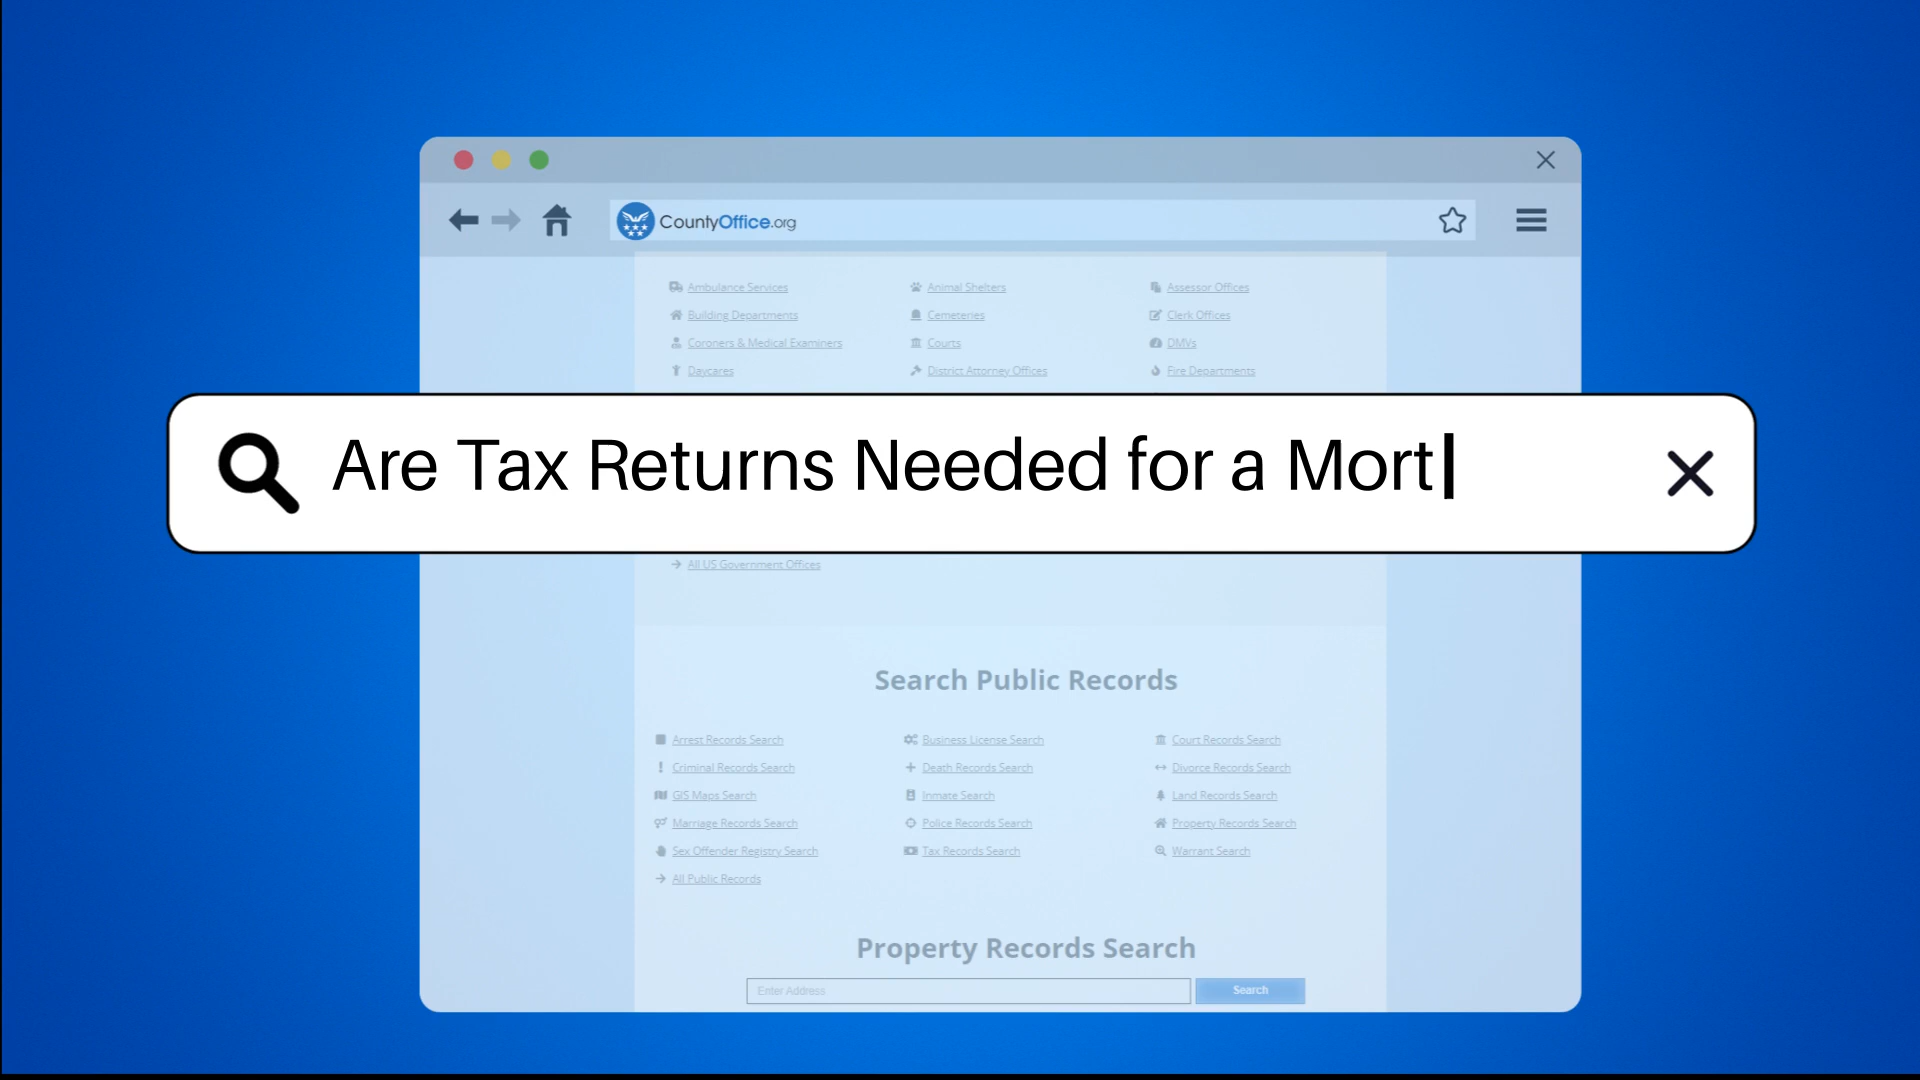 CountyOffice.org
Ambulance Services Animal Shelters Assessor Offices
Building Departments Cemeteries Clerk Offices
Coroners & Medical Examiners Courts DMVs
Daycares District Attorney Offices Fire Departments
Are Tax Returns Needed for a Mort
All US Government Offices
Search Public Records
Arrest Records Search Business License Search Court Records Search
Criminal Records Search Death Records Search Divorce Records Search
GIS Maps Search Inmate Search Land Records Search
Marriage Records Search Police Records Search Property Records Search
Sex Offender Registry Search Tax Records Search Warrant Search
All Public Records
Property Records Search
Enter Address Search